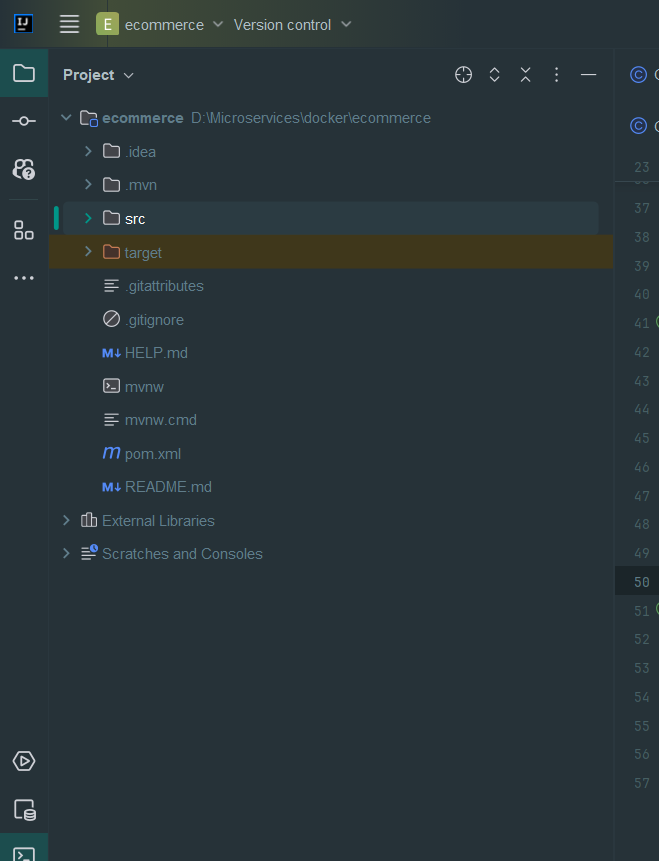 IJ
E ecommerce Version control
Project
ecommerce D:\Microservices\docker\ecommerce
.idea
.mvn
src
target
.gitattributes
.gitignore
M↓ HELP.md
mvnw
mvnw.cmd
m pom.xml
M↓ README.md
External Libraries
Scratches and Consoles
C
C
23
37
38
39
40
41
42
43
44
45
46
47
48
49
50
51
52
53
54
55
56
57